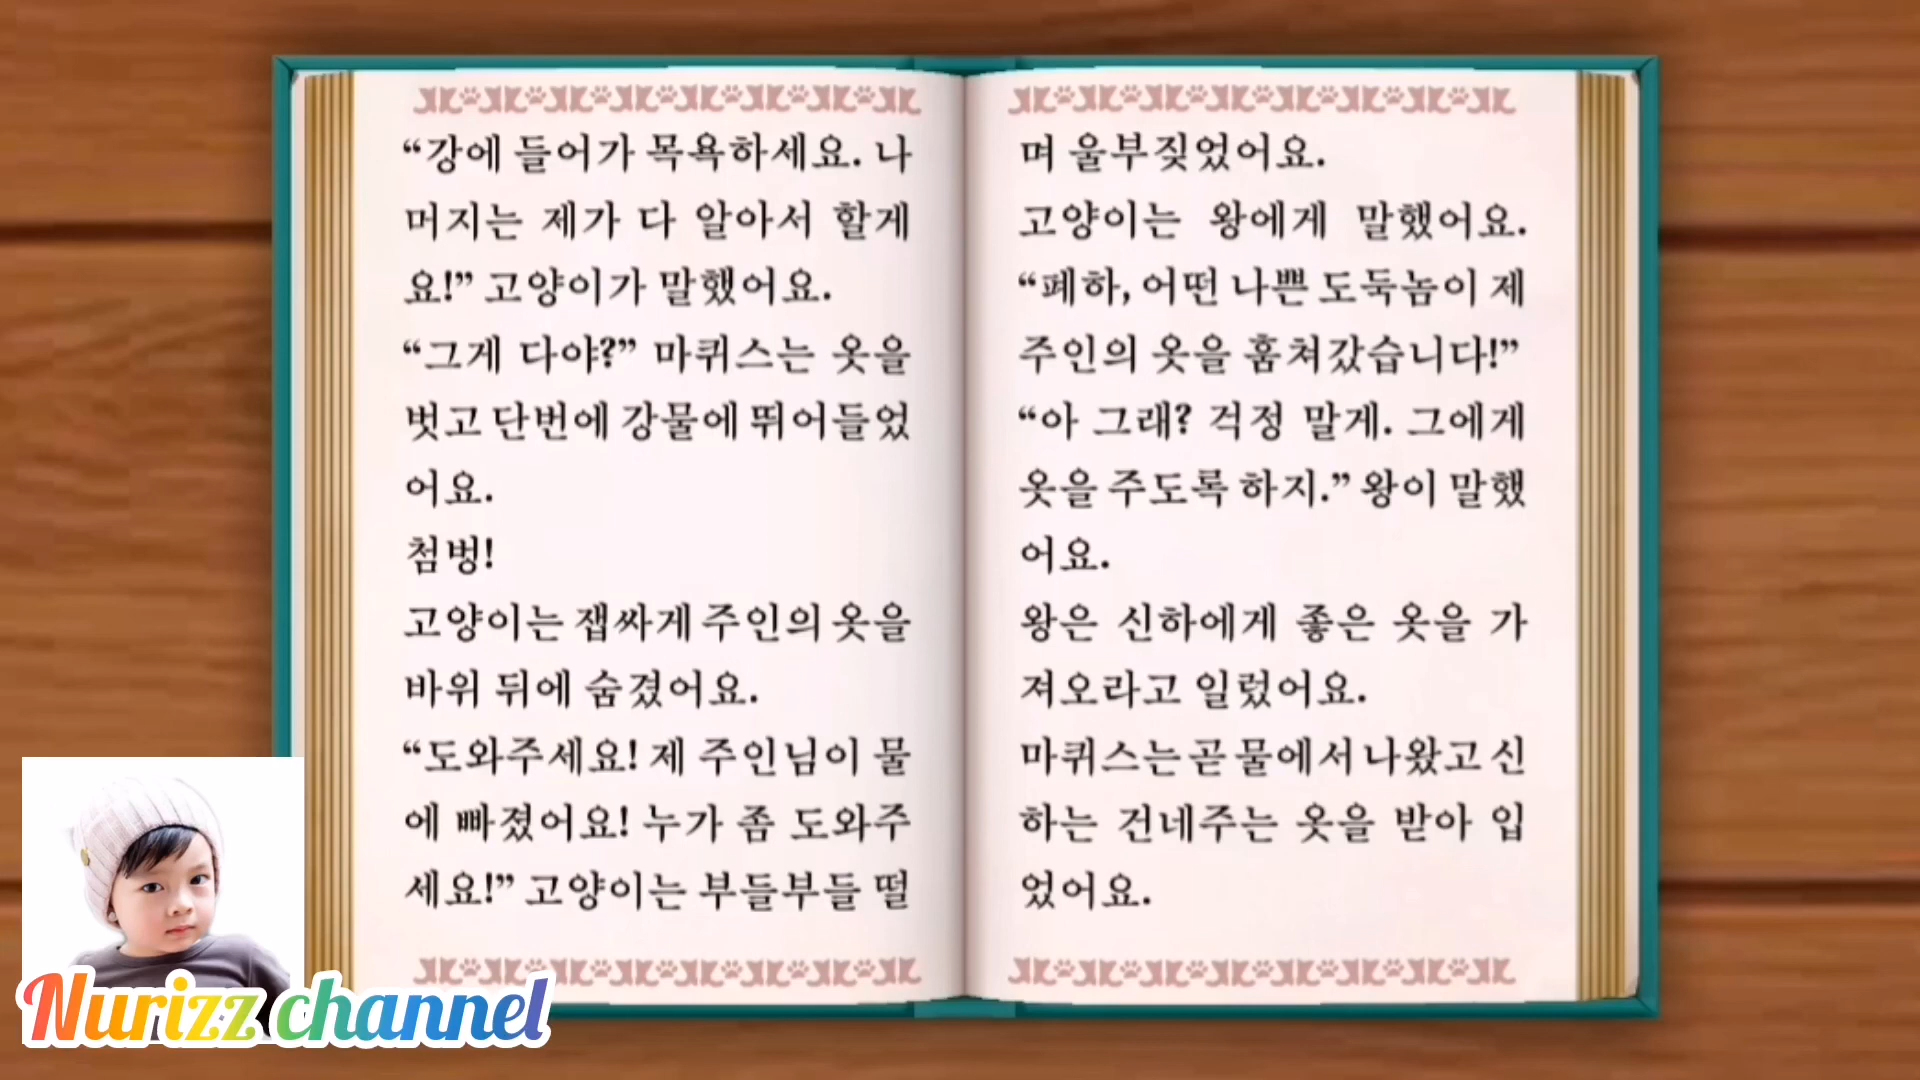 “강에 들어가 목욕하세요. 나
머지는 제가 다 알아서 할게
요!” 고양이가 말했어요.
“그게 다야?” 마퀴스는 옷을
벗고 단번에 강물에 뛰어들었
어요.
첨벙!
고양이는 잽싸게 주인의 옷을
바위 뒤에 숨겼어요.
“도와주세요! 제 주인님이 물
에 빠졌어요! 누가 좀 도와주
세요!” 고양이는 부들부들 떨
며 울부짖었어요.
고양이는 왕에게 말했어요.
“폐하, 어떤 나쁜 도둑놈이 제
주인의 옷을 훔쳐갔습니다!”
“아 그래? 걱정 말게. 그에게
옷을 주도록 하지.” 왕이 말했
어요.
왕은 신하에게 좋은 옷을 가
져오라고 일렀어요.
마퀴스는 곧 물에서 나왔고 신
하는 건네주는 옷을 받아 입
었어요.
Nurizz channel